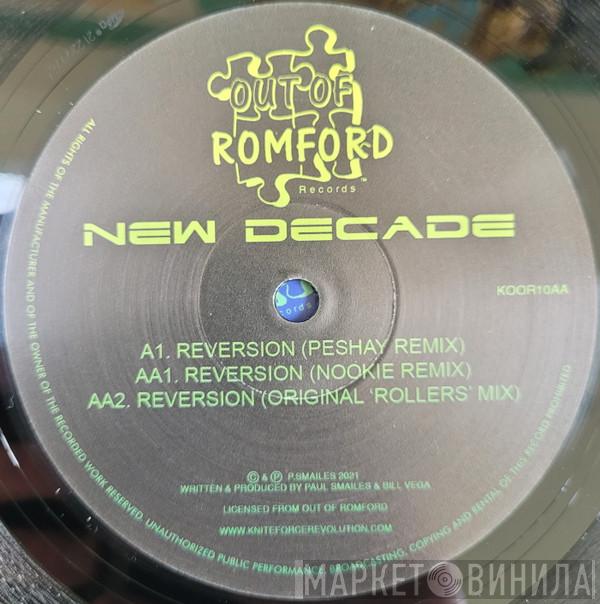 OUT OF
ROMFORD
TM
Records
NEW DECADE
KOOR10AA
A1. REVERSION (PESHAY REMIX)
AA1. REVERSION (NOOKIE REMIX)
AA2. REVERSION (ORIGINAL ‘ROLLERS’ MIX)
© & ℗ P.SMAILES 2021
WRITTEN & PRODUCED BY PAUL SMAILES & BILL VEGA
LICENSED FROM OUT OF ROMFORD
WWW.KNITEFORCEREVOLUTION.COM
ALL RIGHTS OF THE MANUFACTURER AND OF THE OWNER OF THE RECORDED WORK RESERVED. UNAUTHORIZED PUBLIC PERFORMANCE, BROADCASTING, COPYING AND RENTAL OF THIS RECORD PROHIBITED
МАРКЕТ ВИНИЛА